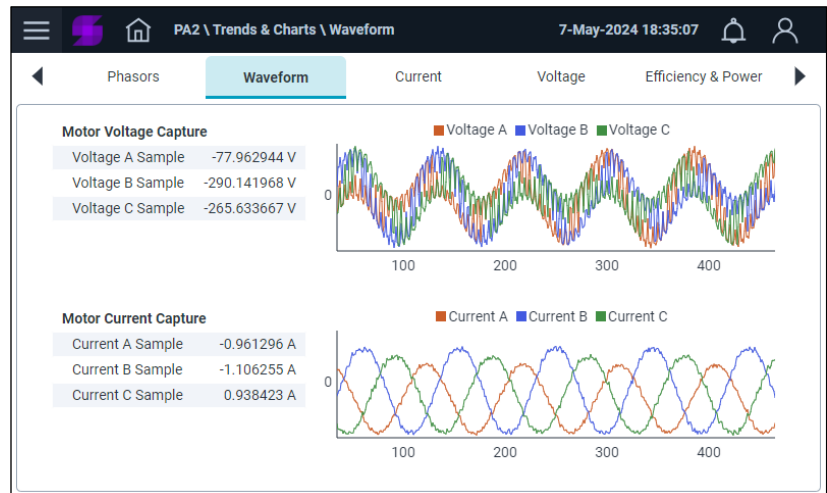 PA2 \ Trends & Charts \ Waveform 7-May-2024 18:35:07
Phasors Waveform Current Voltage Efficiency & Power
Motor Voltage Capture
Voltage A Sample -77.962944 V
Voltage B Sample -290.141968 V
Voltage C Sample -265.633667 V
Voltage A Voltage B Voltage C
0
100 200 300 400
Motor Current Capture
Current A Sample -0.961296 A
Current B Sample -1.106255 A
Current C Sample 0.938423 A
Current A Current B Current C
0
100 200 300 400